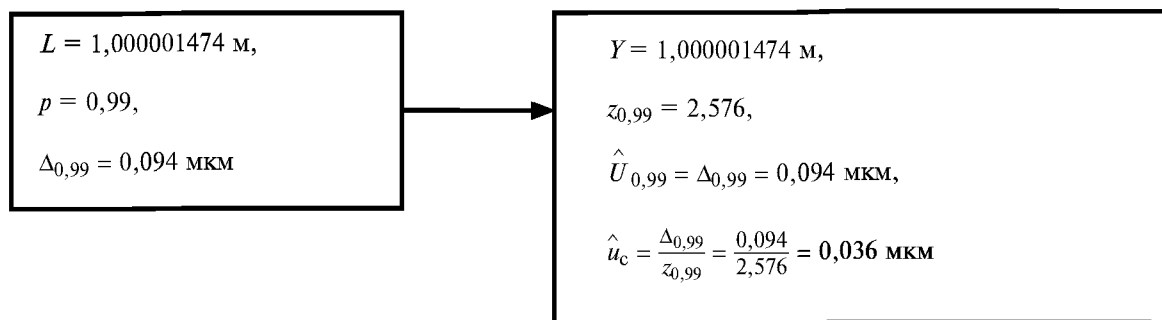 L = 1,000001474 м,
p = 0,99,
Δ₀,₉₉ = 0,094 мкм
Y = 1,000001474 м,
z₀,₉₉ = 2,576,
Û₀,₉₉ = Δ₀,₉₉ = 0,094 мкм,
û_c = Δ₀,₉₉/z₀,₉₉ = 0,094/2,576 = 0,036 мкм